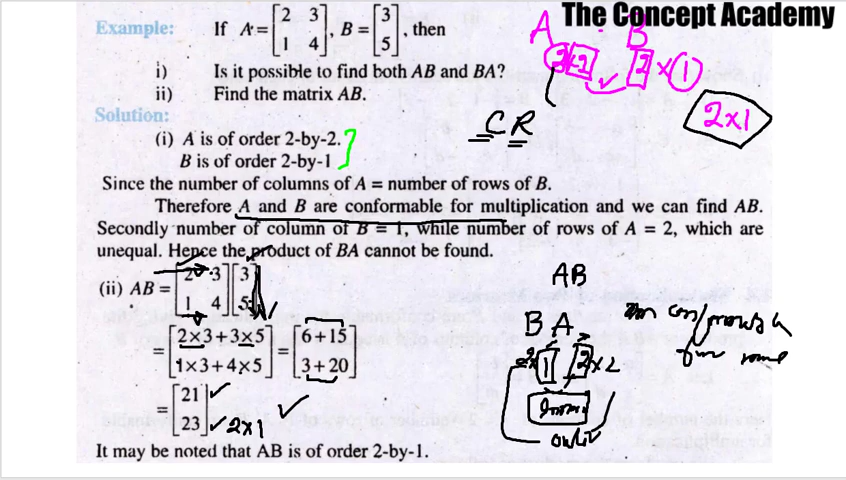 The Concept Academy
Example: If A = [2 3; 1 4], B = [3; 5], then
i) Is it possible to find both AB and BA?
ii) Find the matrix AB.
Solution:
(i) A is of order 2-by-2.
B is of order 2-by-1
Since the number of columns of A = number of rows of B.
Therefore A and B are conformable for multiplication and we can find AB.
Secondly number of column of B = 1, while number of rows of A = 2, which are
unequal. Hence the product of BA cannot be found.
(ii) AB = [2 3; 1 4] [3; 5]
= [2×3+3×5; 1×3+4×5] = [6+15; 3+20]
= [21; 23] 2x1
It may be noted that AB is of order 2-by-1.
A B
2 × 1
C R
2x1
AB
B A
1 2 x 2